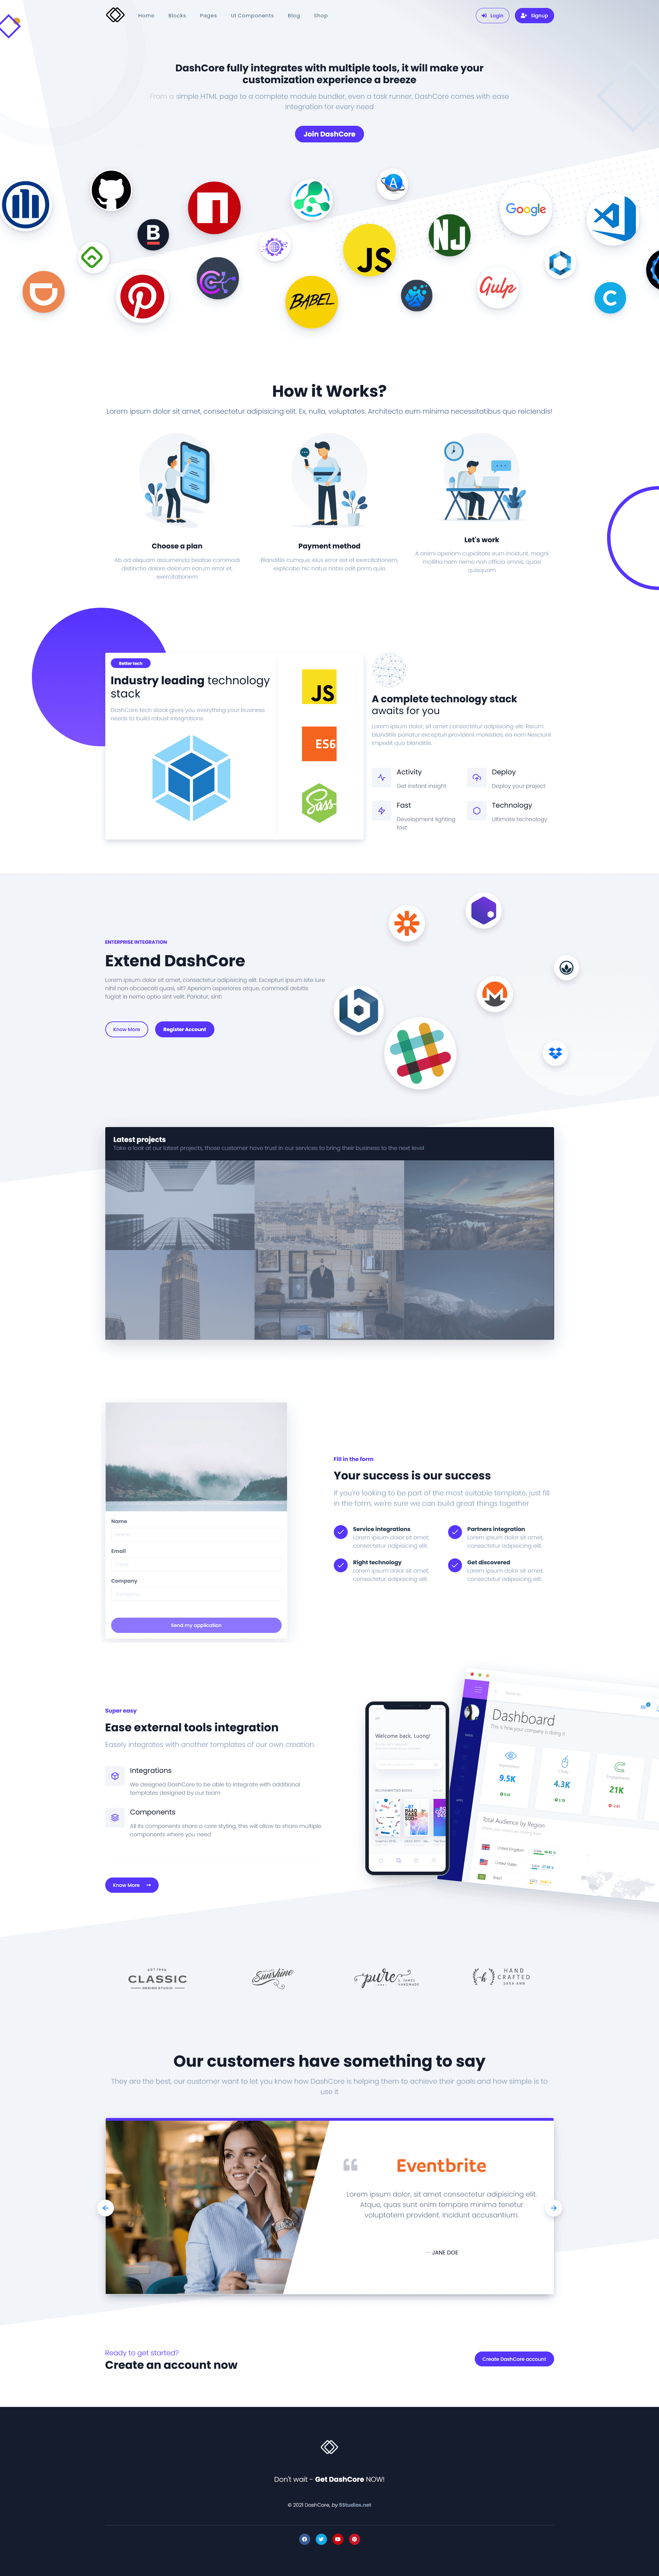 Home Blocks Pages UI Components Blog Shop Login Signup
DashCore fully integrates with multiple tools, it will make your
customization experience a breeze
From a simple HTML page to a complete module bundler, even a task runner, DashCore comes with ease
integration for every need
Join DashCore
B
JS
NJ
Google
BABEL
Gulp
C
How it Works?
Lorem ipsum dolor sit amet, consectetur adipisicing elit. Ex, nulla, voluptates. Architecto eum minima necessitatibus quo reiciendis!
Choose a plan
Ab ad aliquam assumenda beatae commodi
distinctio dolore dolorum earum error et,
exercitationem
Payment method
Blanditiis cumque, eius error est et exercitationem,
explicabo hic natus nobis odit porro quia
Let's work
A animi aperiam cupiditate eum incidunt, magni
mollitia nam nemo non officia omnis, quasi
quisquam
Better tech
Industry leading technology
stack
DashCore tech stack gives you everything your business
needs to build robust integrations
JS
ES6
Sass
A complete technology stack
awaits for you
Lorem ipsum dolor, sit amet consectetur adipisicing elit. Rerum
blanditiis pariatur excepturi provident molestias, ea non! Nesciunt
impedit quo blanditiis.
Activity
Get instant insight
Deploy
Deploy your project
Fast
Development lighting
fast
Technology
Ultimate technology
ENTERPRISE INTEGRATION
Extend DashCore
Lorem ipsum dolor sit amet, consectetur adipisicing elit. Excepturi ipsam iste iure
nihil non obcaecati quasi, sit? Aperiam asperiores atque, commodi debitis
fugiat in nemo optio sint velit. Pariatur, sint!
Know More
Register Account
Latest projects
Take a look at our latest projects, those customer have trust in our services to bring their business to the next level
Name
Name
Email
Email
Company
Company
Send my application
Fill in the form
Your success is our success
If you're looking to be part of the most suitable template, just fill
in the form, we're sure we can build great things together
Service integrations
Lorem ipsum dolor sit amet,
consectetur adipisicing elit.
Partners integration
Lorem ipsum dolor sit amet,
consectetur adipisicing elit.
Right technology
Lorem ipsum dolor sit amet,
consectetur adipisicing elit.
Get discovered
Lorem ipsum dolor sit amet,
consectetur adipisicing elit.
Super easy
Ease external tools integration
Easely integrates with another templates of our own creation.
Integrations
We designed DashCore to be able to integrate with additional
templates designed by our team
Components
All its components share a core styling, this will allow to share multiple
components where you need
Know More
Welcome back, Luong!
RECOMMENDED BOOKS
Dashboard
This is how your company is doing it
9.5K
4.3K
21K
Total Audience by Region
United Kingdom
United States
Brazil
CLASSIC
DESIGN STUDIO
Sunshine
pure
HANDMADE
HAND
CRAFTED
SARA ANN
Our customers have something to say
They are the best, our customer want to let you know how DashCore is helping them to achieve their goals and how simple is to
use it
Eventbrite
Lorem ipsum dolor, sit amet consectetur adipisicing elit.
Atque, quas sunt enim tempore minima tenetur
voluptatem provident. Incidunt accusantium.
— JANE DOE
Ready to get started?
Create an account now
Create DashCore account
Don't wait - Get DashCore NOW!
© 2021 DashCore, by 5Studios.net